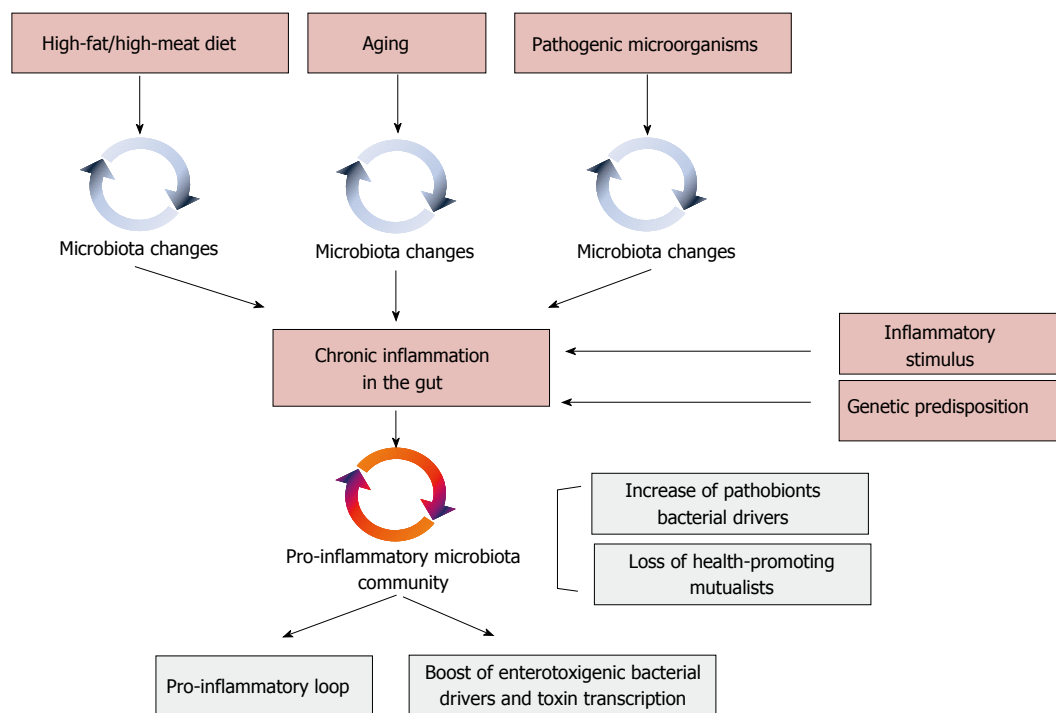 High-fat/high-meat diet
Aging
Pathogenic microorganisms
Microbiota changes
Microbiota changes
Microbiota changes
Chronic inflammation
in the gut
Inflammatory
stimulus
Genetic predisposition
Pro-inflammatory microbiota
community
Increase of pathobionts
bacterial drivers
Loss of health-promoting
mutualists
Pro-inflammatory loop
Boost of enterotoxigenic bacterial
drivers and toxin transcription